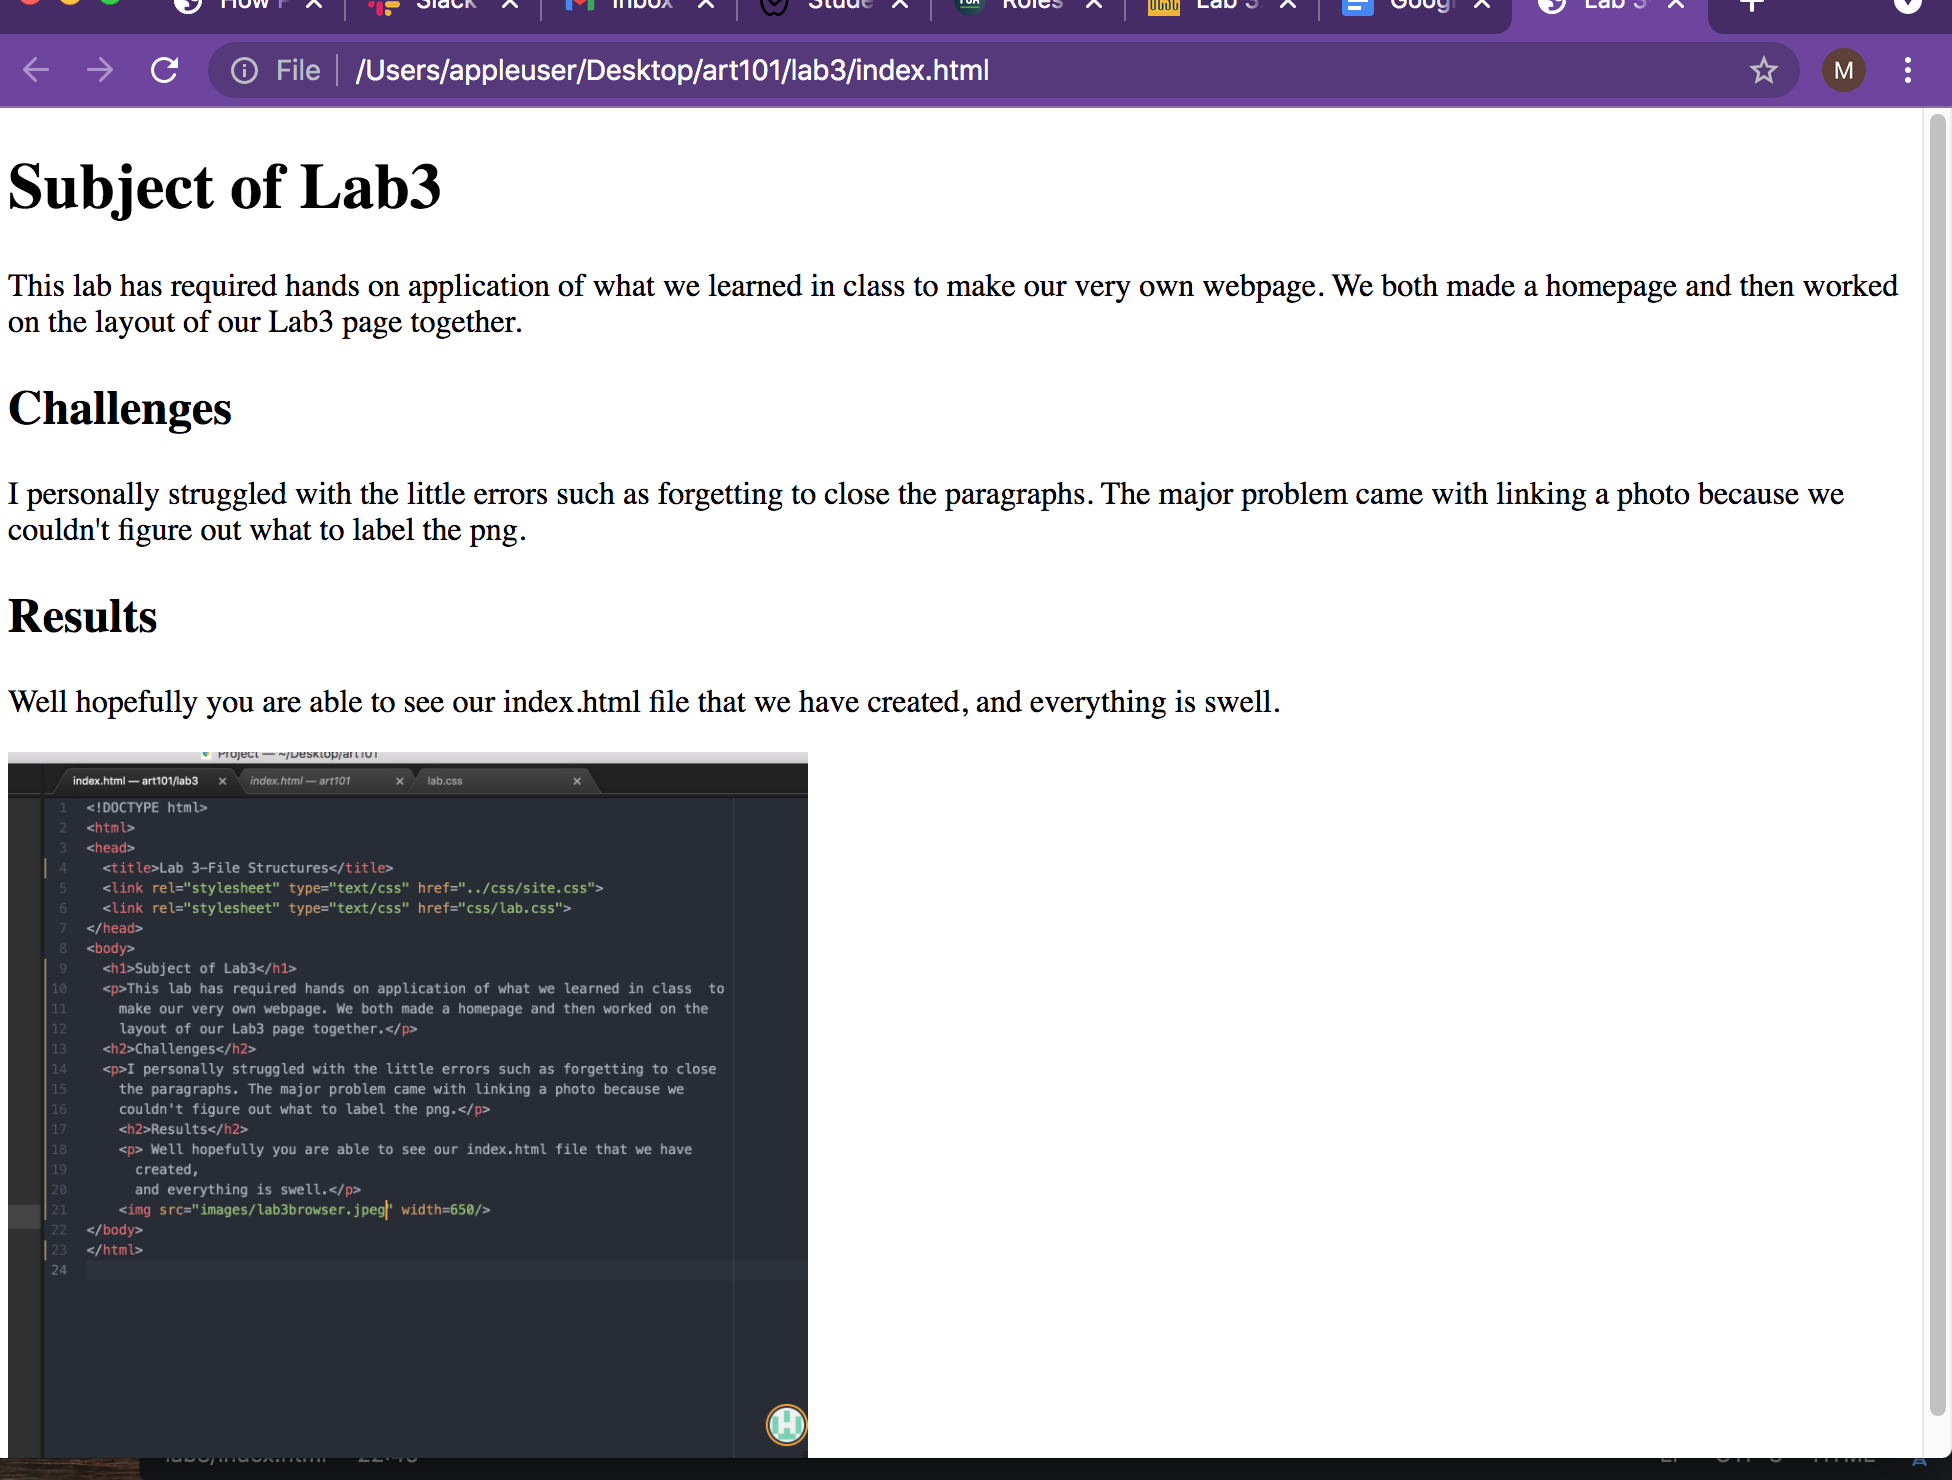 How
Slack
Inbox
Stude
Roles
Lab 3
Googl
Lab 3
File /Users/appleuser/Desktop/art101/lab3/index.html M
Subject of Lab3
This lab has required hands on application of what we learned in class to make our very own webpage. We both made a homepage and then worked
on the layout of our Lab3 page together.
Challenges
I personally struggled with the little errors such as forgetting to close the paragraphs. The major problem came with linking a photo because we
couldn't figure out what to label the png.
Results
Well hopefully you are able to see our index.html file that we have created, and everything is swell.
Project — ~/Desktop/art101
index.html — art101/lab3 index.html — art101 lab.css
1 <!DOCTYPE html>
2 <html>
3 <head>
4 <title>Lab 3-File Structures</title>
5 <link rel="stylesheet" type="text/css" href="../css/site.css">
6 <link rel="stylesheet" type="text/css" href="css/lab.css">
7 </head>
8 <body>
9 <h1>Subject of Lab3</h1>
10 <p>This lab has required hands on application of what we learned in class  to
11 make our very own webpage. We both made a homepage and then worked on the
12 layout of our Lab3 page together.</p>
13 <h2>Challenges</h2>
14 <p>I personally struggled with the little errors such as forgetting to close
15 the paragraphs. The major problem came with linking a photo because we
16 couldn't figure out what to label the png.</p>
17 <h2>Results</h2>
18 <p> Well hopefully you are able to see our index.html file that we have
19 created,
20 and everything is swell.</p>
21 <img src="images/lab3browser.jpeg" width=650/>
22 </body>
23 </html>
24
lab3/index.html 22:43 LF UTF-8 HTML